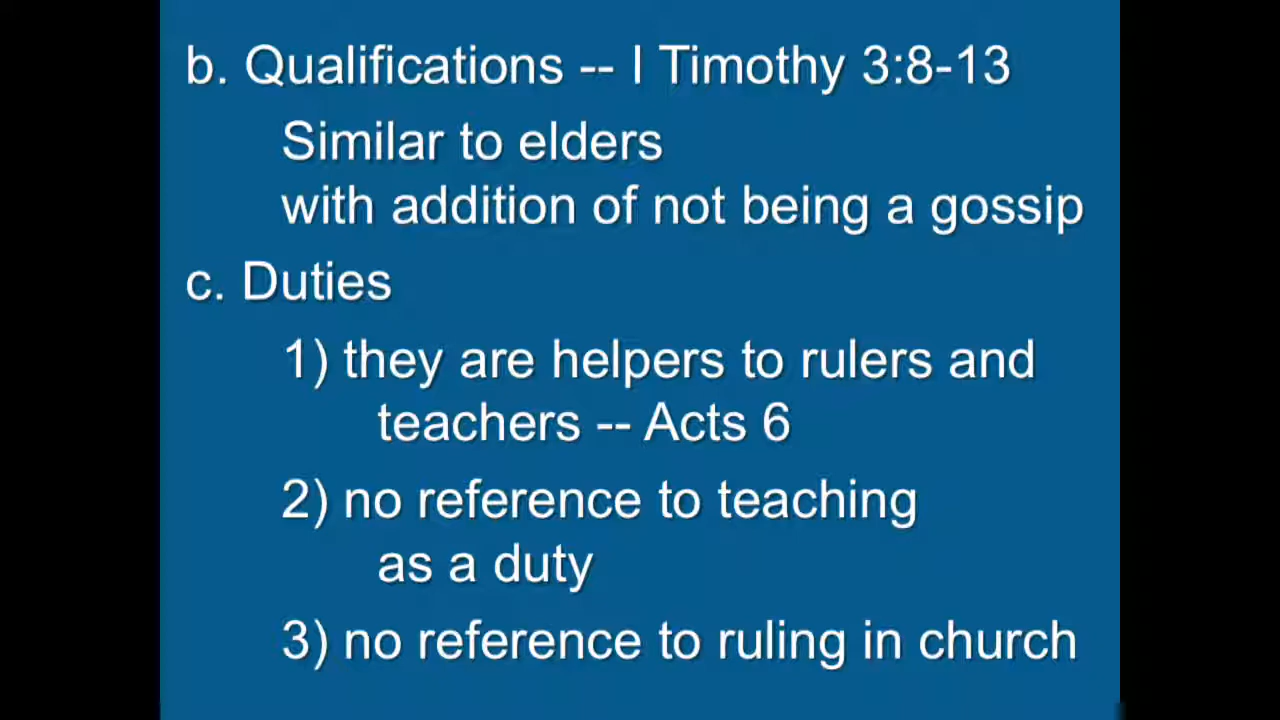 b. Qualifications -- I Timothy 3:8-13
Similar to elders
with addition of not being a gossip
c. Duties
1) they are helpers to rulers and
teachers -- Acts 6
2) no reference to teaching
as a duty
3) no reference to ruling in church